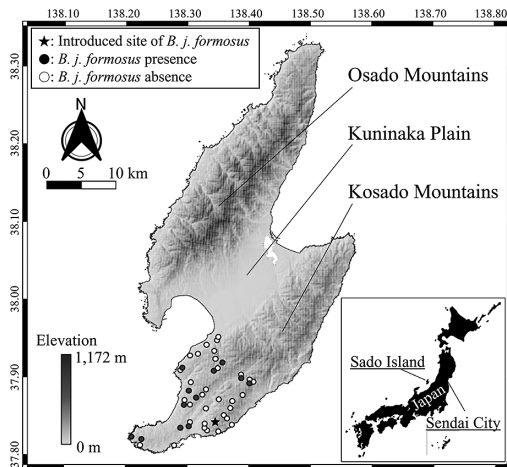 138.10 138.20 138.30 138.40 138.50 138.60 138.70 138.80
★: Introduced site of B. j. formosus
●: B. j. formosus presence
○: B. j. formosus absence
N
0 5 10 km
Osado Mountains
Kuninaka Plain
Kosado Mountains
38.30
38.20
38.10
38.00
37.90
37.80
Elevation
1,172 m
0 m
Sado Island
Japan
Sendai City